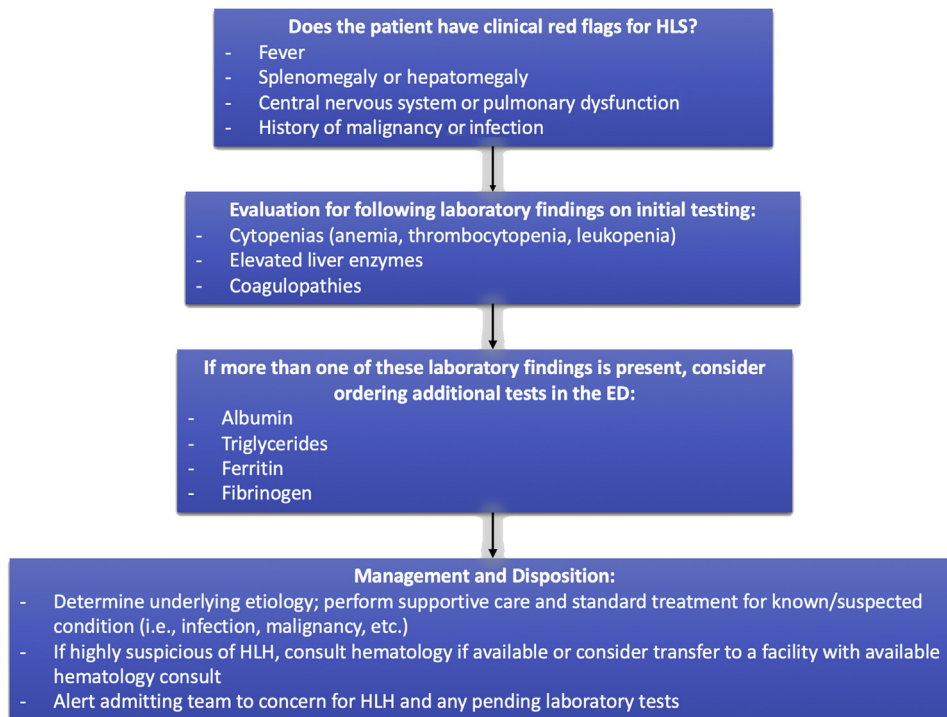 Does the patient have clinical red flags for HLS?
- Fever
- Splenomegaly or hepatomegaly
- Central nervous system or pulmonary dysfunction
- History of malignancy or infection
Evaluation for following laboratory findings on initial testing:
- Cytopenias (anemia, thrombocytopenia, leukopenia)
- Elevated liver enzymes
- Coagulopathies
If more than one of these laboratory findings is present, consider
ordering additional tests in the ED:
- Albumin
- Triglycerides
- Ferritin
- Fibrinogen
Management and Disposition:
- Determine underlying etiology; perform supportive care and standard treatment for known/suspected
condition (i.e., infection, malignancy, etc.)
- If highly suspicious of HLH, consult hematology if available or consider transfer to a facility with available
hematology consult
- Alert admitting team to concern for HLH and any pending laboratory tests